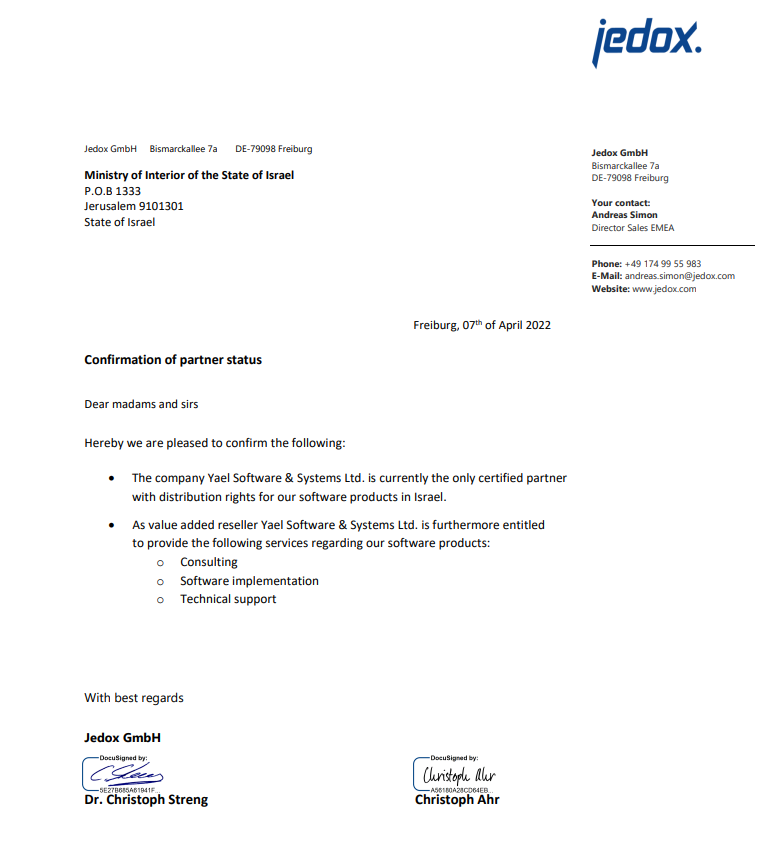 jedox.
Jedox GmbH Bismarckallee 7a DE-79098 Freiburg
Ministry of Interior of the State of Israel
P.O.B 1333
Jerusalem 9101301
State of Israel
Jedox GmbH
Bismarckallee 7a
DE-79098 Freiburg
Your contact:
Andreas Simon
Director Sales EMEA
Phone: +49 174 99 55 983
E-Mail: andreas.simon@jedox.com
Website: www.jedox.com
Freiburg, 07th of April 2022
Confirmation of partner status
Dear madams and sirs
Hereby we are pleased to confirm the following:
• The company Yael Software & Systems Ltd. is currently the only certified partner
with distribution rights for our software products in Israel.
• As value added reseller Yael Software & Systems Ltd. is furthermore entitled
to provide the following services regarding our software products:
o Consulting
o Software implementation
o Technical support
With best regards
Jedox GmbH
DocuSigned by:
5E27B685A61941F...
Dr. Christoph Streng
DocuSigned by:
Christoph Ahr
A56180A28CD64EB...
Christoph Ahr